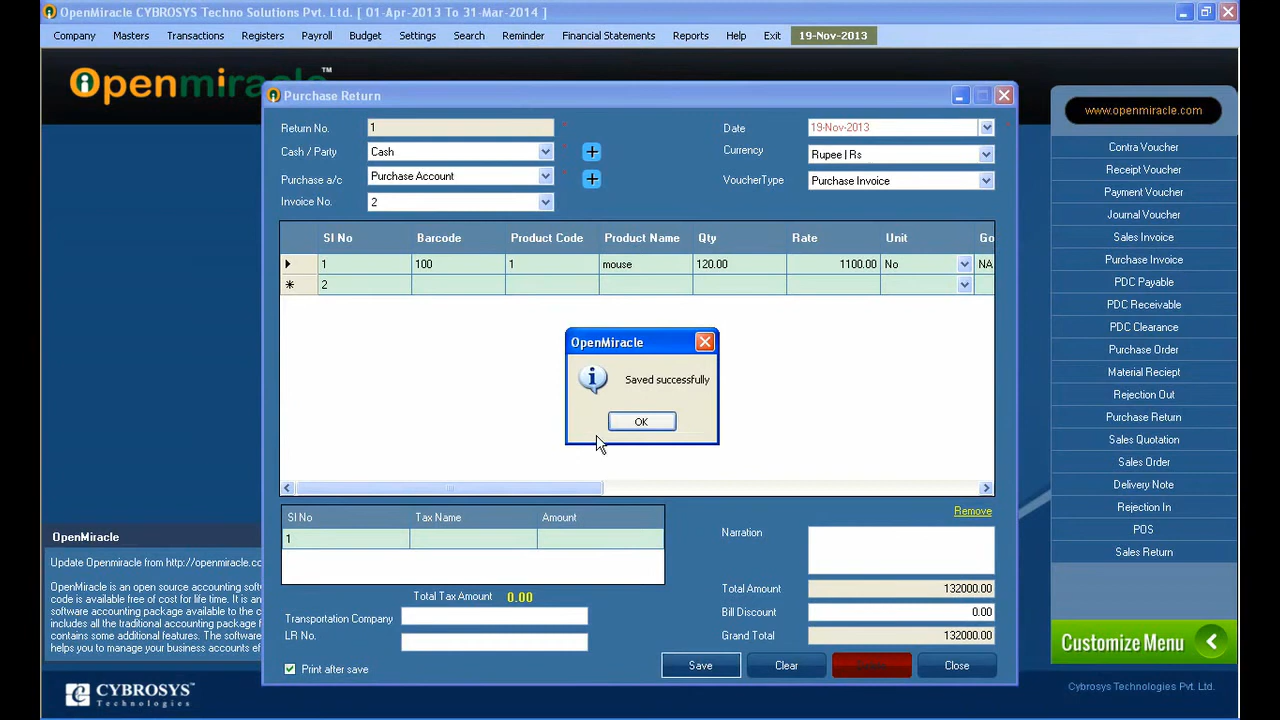 OpenMiracle CYBROSYS Techno Solutions Pvt. Ltd. [ 01-Apr-2013 To 31-Mar-2014 ]
Company Masters Transactions Registers Payroll Budget Settings Search Reminder Financial Statements Reports Help Exit 19-Nov-2013
Openmiracle™
Purchase Return
Return No. 1 * Date 19-Nov-2013 *
Cash / Party Cash * Currency Rupee | Rs
Purchase a/c Purchase Account * VoucherType Purchase Invoice
Invoice No. 2
Sl No Barcode Product Code Product Name Qty Rate Unit Go
1 100 1 mouse 120.00 1100.00 No NA
2
OpenMiracle
Saved successfully
OK
Remove
Sl No Tax Name Amount
1
Total Tax Amount 0.00
Transportation Company
LR No.
Print after save
Narration
Total Amount 132000.00
Bill Discount 0.00
Grand Total 132000.00
Save Clear Close
www.openmiracle.com
Contra Voucher
Receipt Voucher
Payment Voucher
Journal Voucher
Sales Invoice
Purchase Invoice
PDC Payable
PDC Receivable
PDC Clearance
Purchase Order
Material Reciept
Rejection Out
Purchase Return
Sales Quotation
Sales Order
Delivery Note
Rejection In
POS
Sales Return
Customize Menu
Cybrosys Technologies Pvt. Ltd.
OpenMiracle
Update Openmiracle from http://openmiracle.co
OpenMiracle is an open source accounting soft
code is available free of cost for life time. It is an
software accounting package available to the c
includes all the traditional accounting package f
contains some additional features. The software
helps you to manage your business accounts ef
CYBROSYS
Technologies